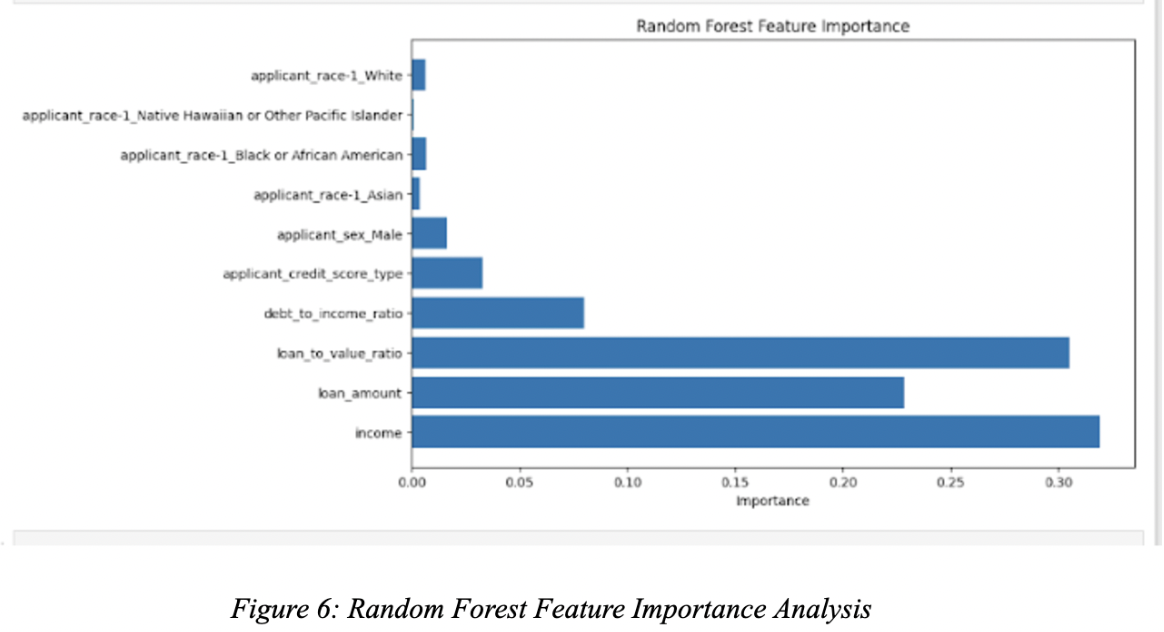 Random Forest Feature Importance
applicant_race-1_White
applicant_race-1_Native Hawaiian or Other Pacific Islander
applicant_race-1_Black or African American
applicant_race-1_Asian
applicant_sex_Male
applicant_credit_score_type
debt_to_income_ratio
loan_to_value_ratio
loan_amount
income
0.00 0.05 0.10 0.15 0.20 0.25 0.30
Importance
Figure 6: Random Forest Feature Importance Analysis